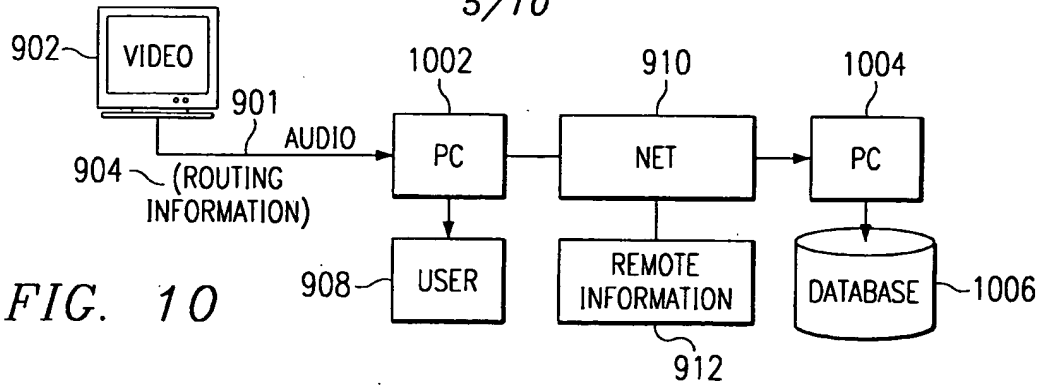 5/10
902
VIDEO
901
AUDIO
904
(ROUTING
INFORMATION)
1002
PC
910
NET
1004
PC
908
USER
REMOTE
INFORMATION
912
DATABASE
1006
FIG. 10